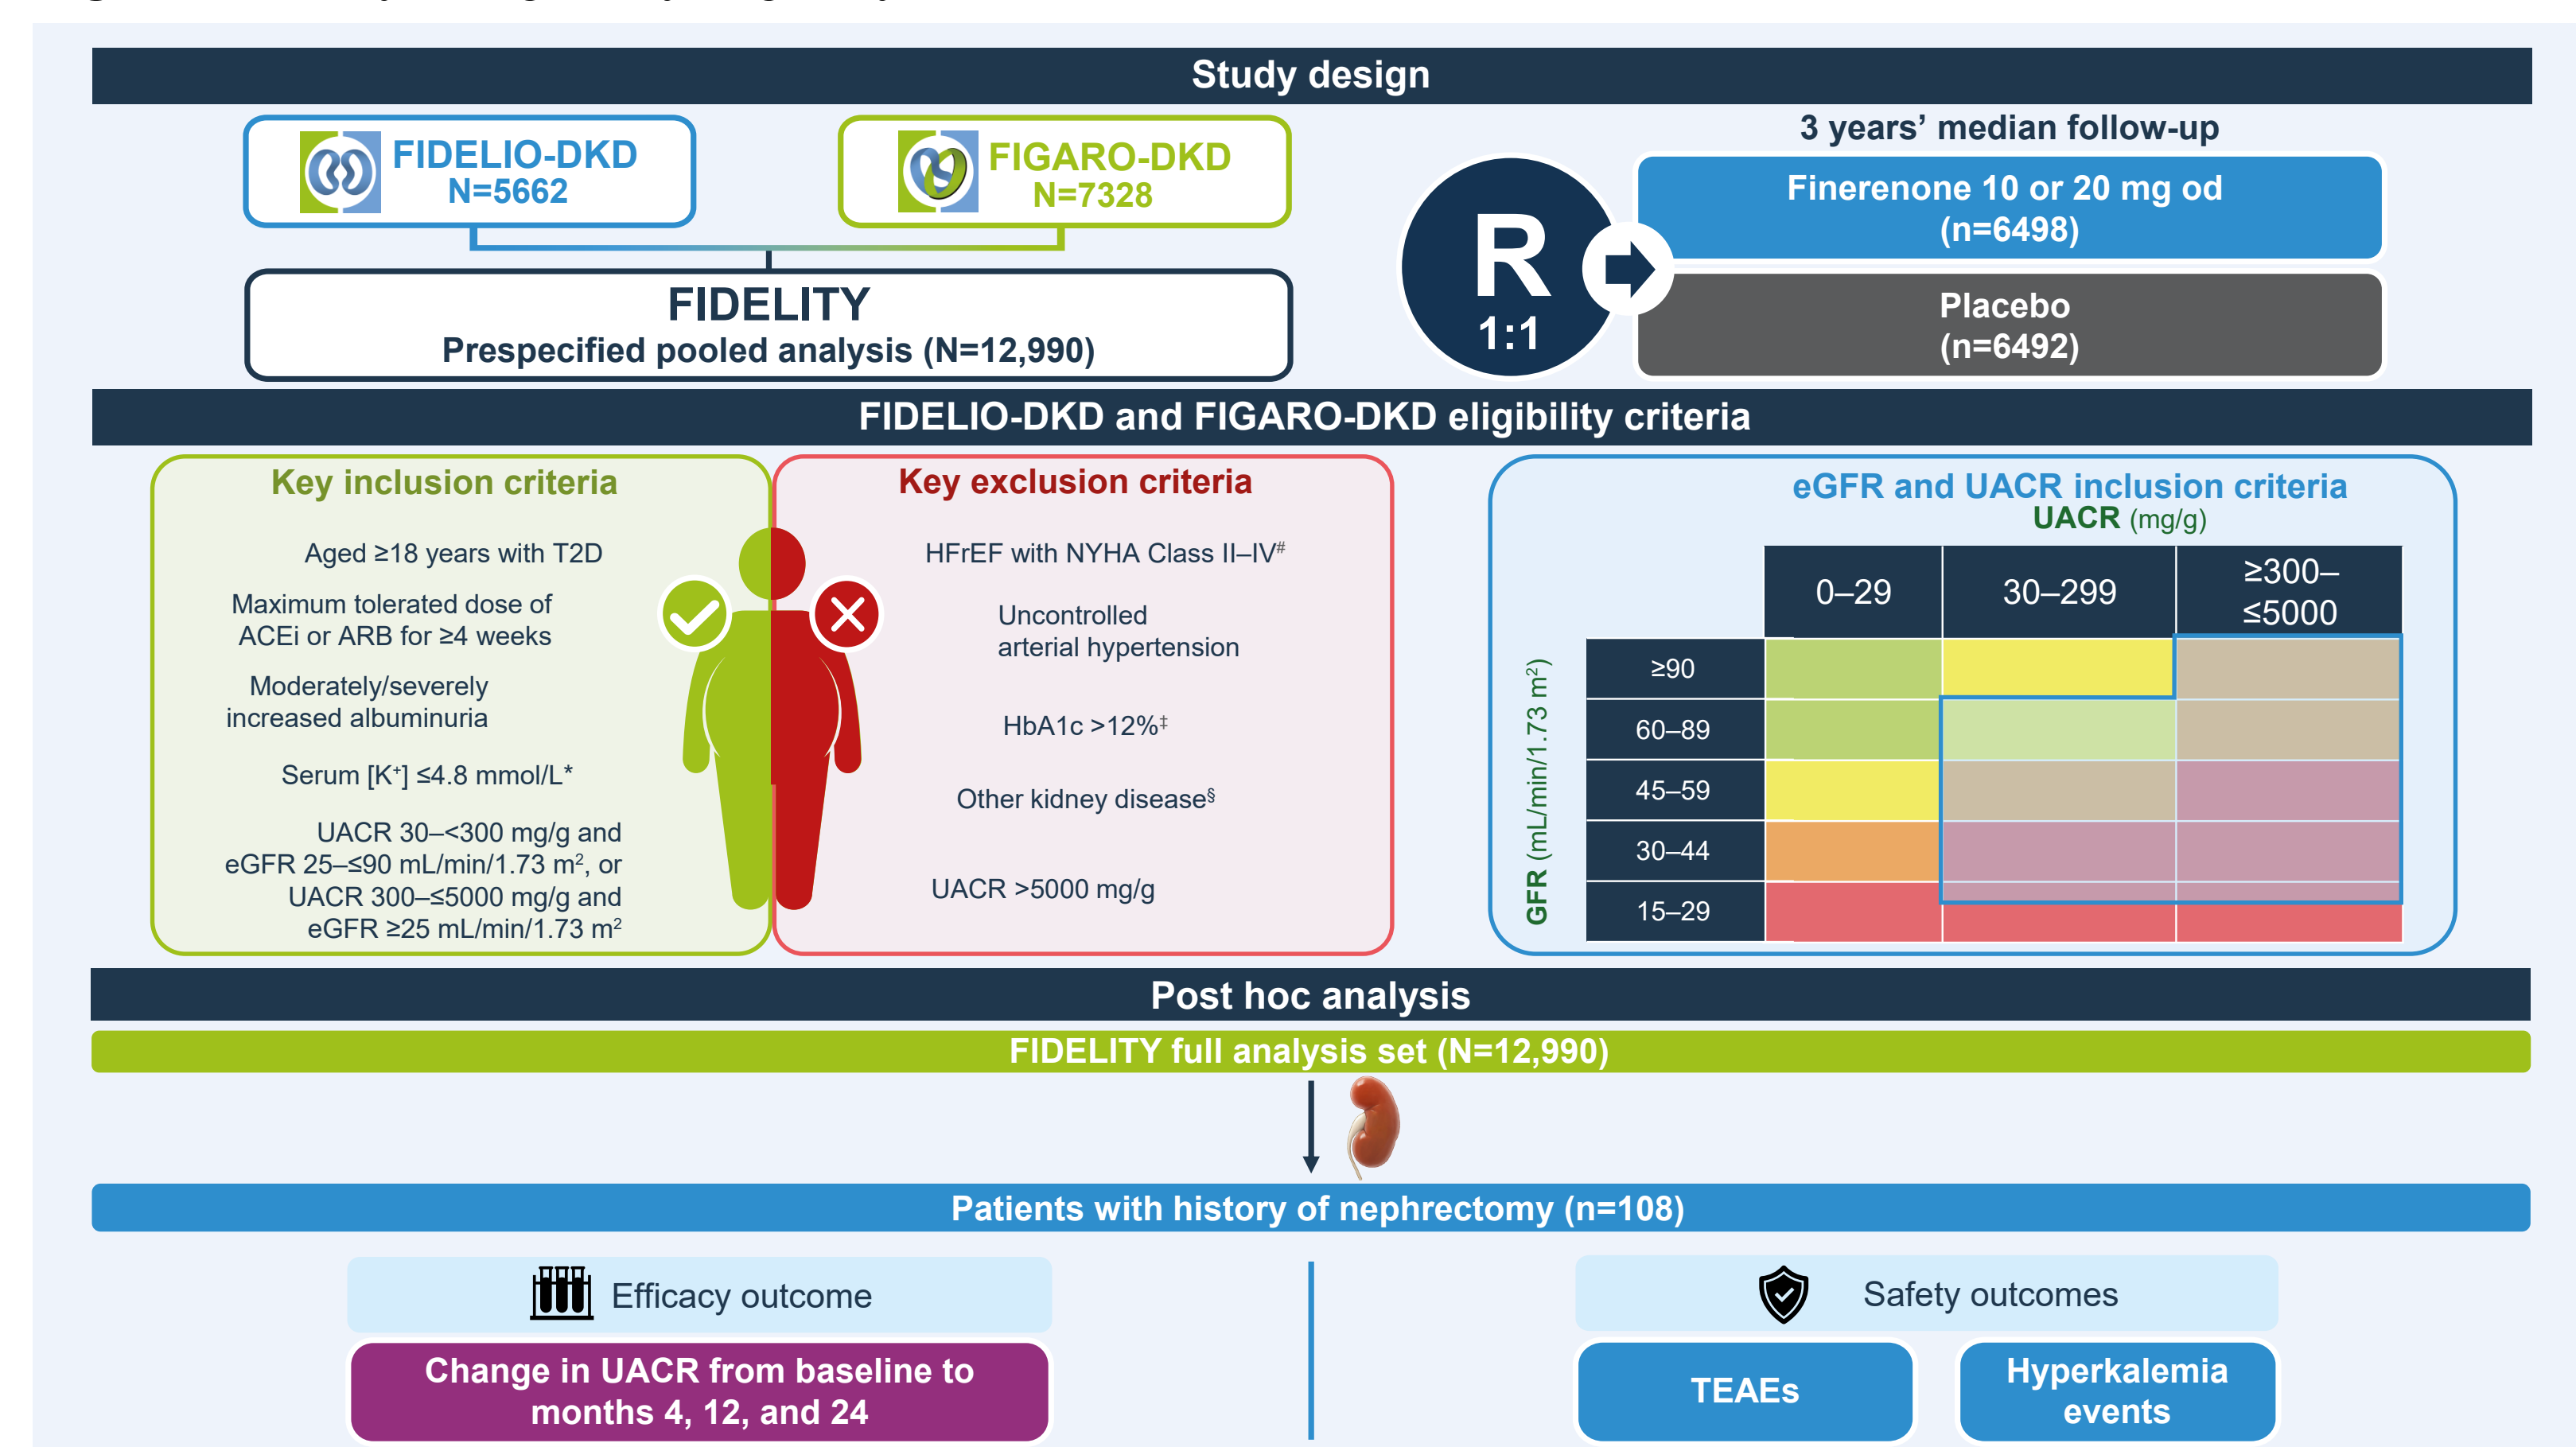 Study design
FIDELIO-DKD
N=5662
FIGARO-DKD
N=7328
FIDELITY
Prespecified pooled analysis (N=12,990)
R
1:1
3 years’ median follow-up
Finerenone 10 or 20 mg od
(n=6498)
Placebo
(n=6492)
FIDELIO-DKD and FIGARO-DKD eligibility criteria
Key inclusion criteria
Aged ≥18 years with T2D
Maximum tolerated dose of
ACEi or ARB for ≥4 weeks
Moderately/severely
increased albuminuria
Serum [K⁺] ≤4.8 mmol/L*
UACR 30–<300 mg/g and
eGFR 25–≤90 mL/min/1.73 m², or
UACR 300–≤5000 mg/g and
eGFR ≥25 mL/min/1.73 m²
Key exclusion criteria
HFrEF with NYHA Class II–IV#
Uncontrolled
arterial hypertension
HbA1c >12%‡
Other kidney disease§
UACR >5000 mg/g
eGFR and UACR inclusion criteria
UACR (mg/g)
0–29
30–299
≥300–
≤5000
GFR (mL/min/1.73 m²)
≥90
60–89
45–59
30–44
15–29
Post hoc analysis
FIDELITY full analysis set (N=12,990)
Patients with history of nephrectomy (n=108)
Efficacy outcome
Change in UACR from baseline to
months 4, 12, and 24
Safety outcomes
TEAEs
Hyperkalemia
events